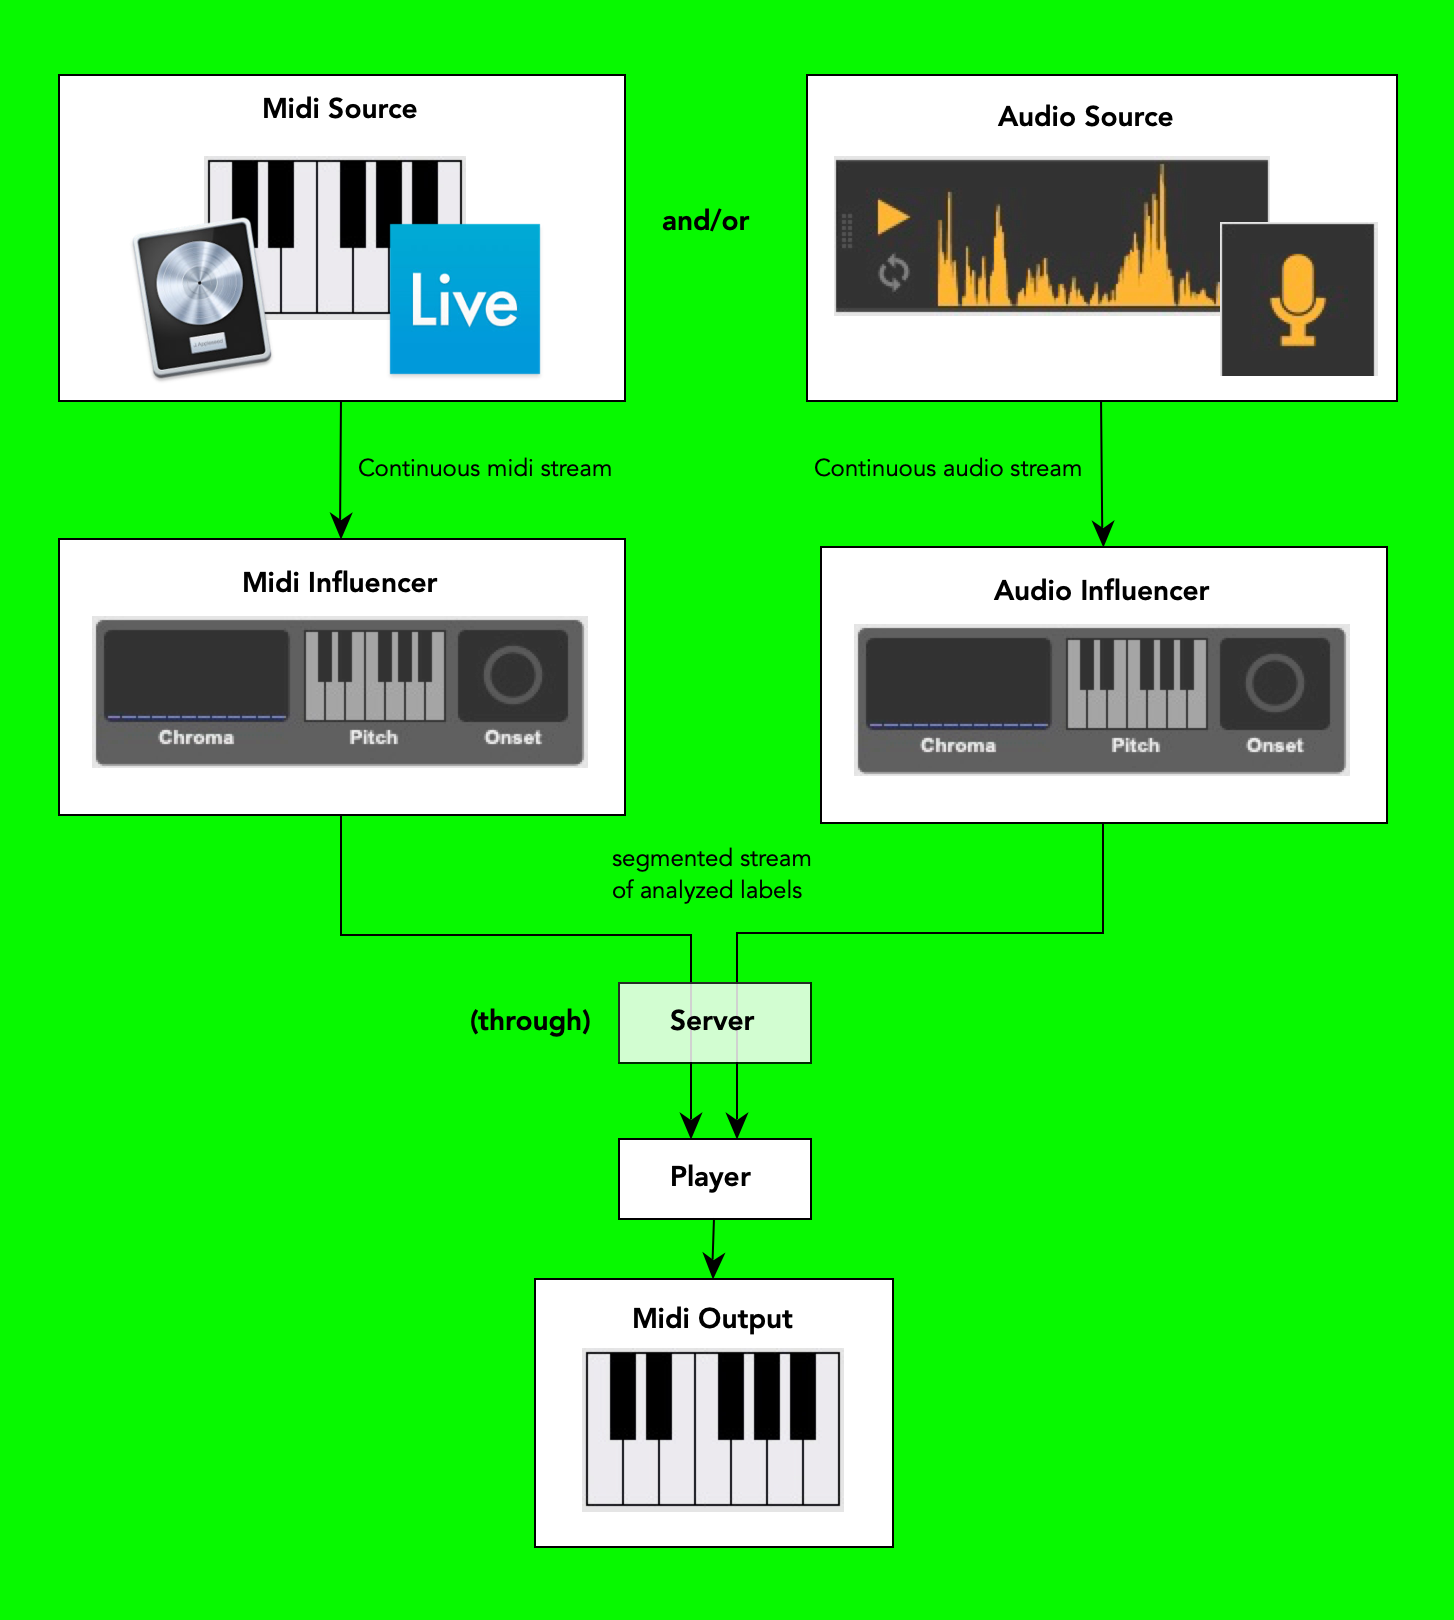 Midi Source
Audio Source
and/or
Live
Continuous midi stream
Continuous audio stream
Midi Influencer
Audio Influencer
Chroma
Pitch
Onset
Chroma
Pitch
Onset
segmented stream
of analyzed labels
(through)
Server
Player
Midi Output